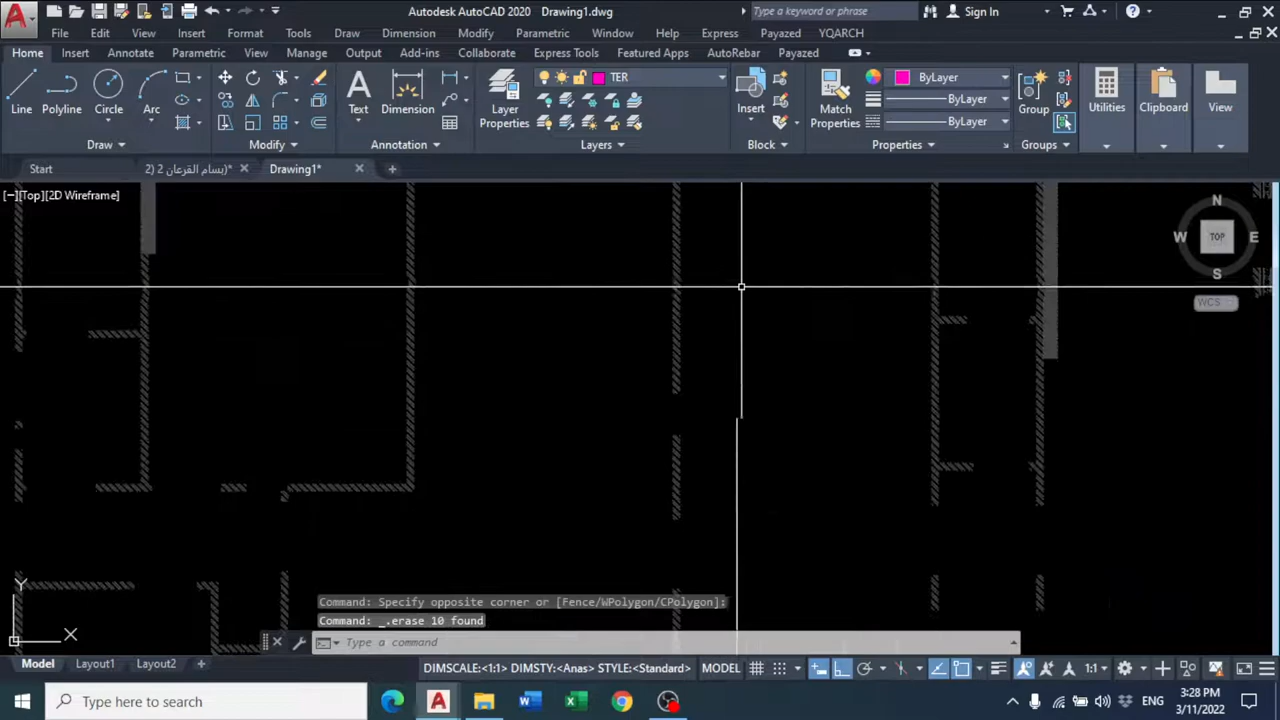 Autodesk AutoCAD 2020 Drawing1.dwg
Type a keyword or phrase
Sign In
File Edit View Insert Format Tools Draw Dimension Modify Parametric Window Help Express Payazed YQARCH
Home Insert Annotate Parametric View Manage Output Add-ins Collaborate Express Tools Featured Apps AutoRebar Payazed
TER
ByLayer
ByLayer
ByLayer
Line Polyline Circle Arc
Text Dimension
Layer Properties
Insert
Match Properties
Group
Utilities
Clipboard
View
Draw Modify Annotation Layers Block Properties Groups
Start
بسام القرعان 2 (2)*
Drawing1*
[−][Top][2D Wireframe]
N
W TOP E
S
WCS
Y
X
Command: Specify opposite corner or [Fence/WPolygon/CPolygon]:
Command: _.erase 10 found
Type a command
Model Layout1 Layout2
DIMSCALE:<1:1> DIMSTY:<Anas> STYLE:<Standard>
MODEL
1:1
Type here to search
ENG
3:28 PM
3/11/2022